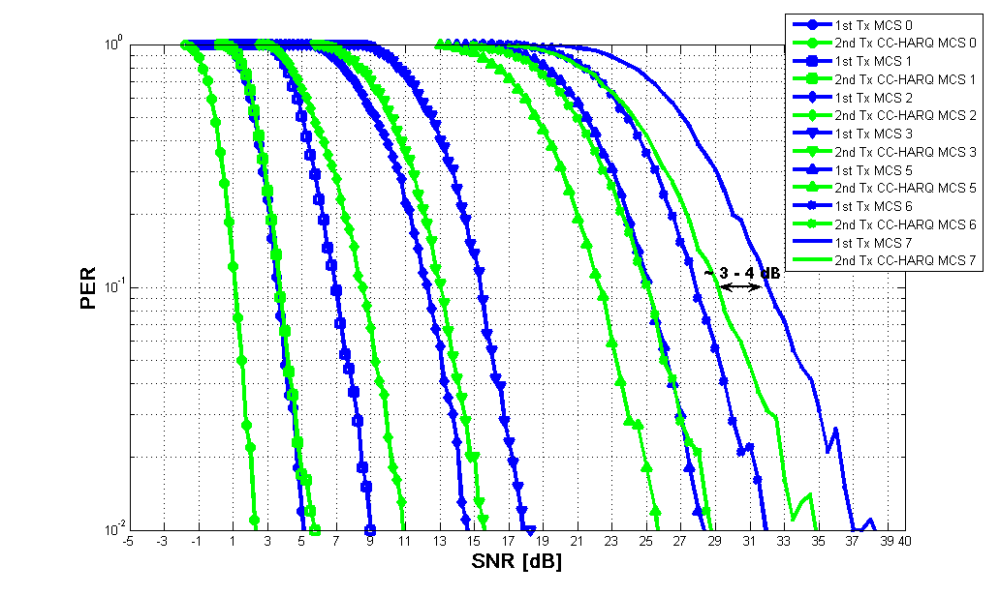 1st Tx MCS 0
2nd Tx CC-HARQ MCS 0
1st Tx MCS 1
2nd Tx CC-HARQ MCS 1
1st Tx MCS 2
2nd Tx CC-HARQ MCS 2
1st Tx MCS 3
2nd Tx CC-HARQ MCS 3
1st Tx MCS 5
2nd Tx CC-HARQ MCS 5
1st Tx MCS 6
2nd Tx CC-HARQ MCS 6
1st Tx MCS 7
2nd Tx CC-HARQ MCS 7
10^0
~ 3 - 4 dB
10^-1
PER
10^-2
-5 -3 -1 1 3 5 7 9 11 13 15 17 19 21 23 25 27 29 31 33 35 37 39 40
SNR [dB]